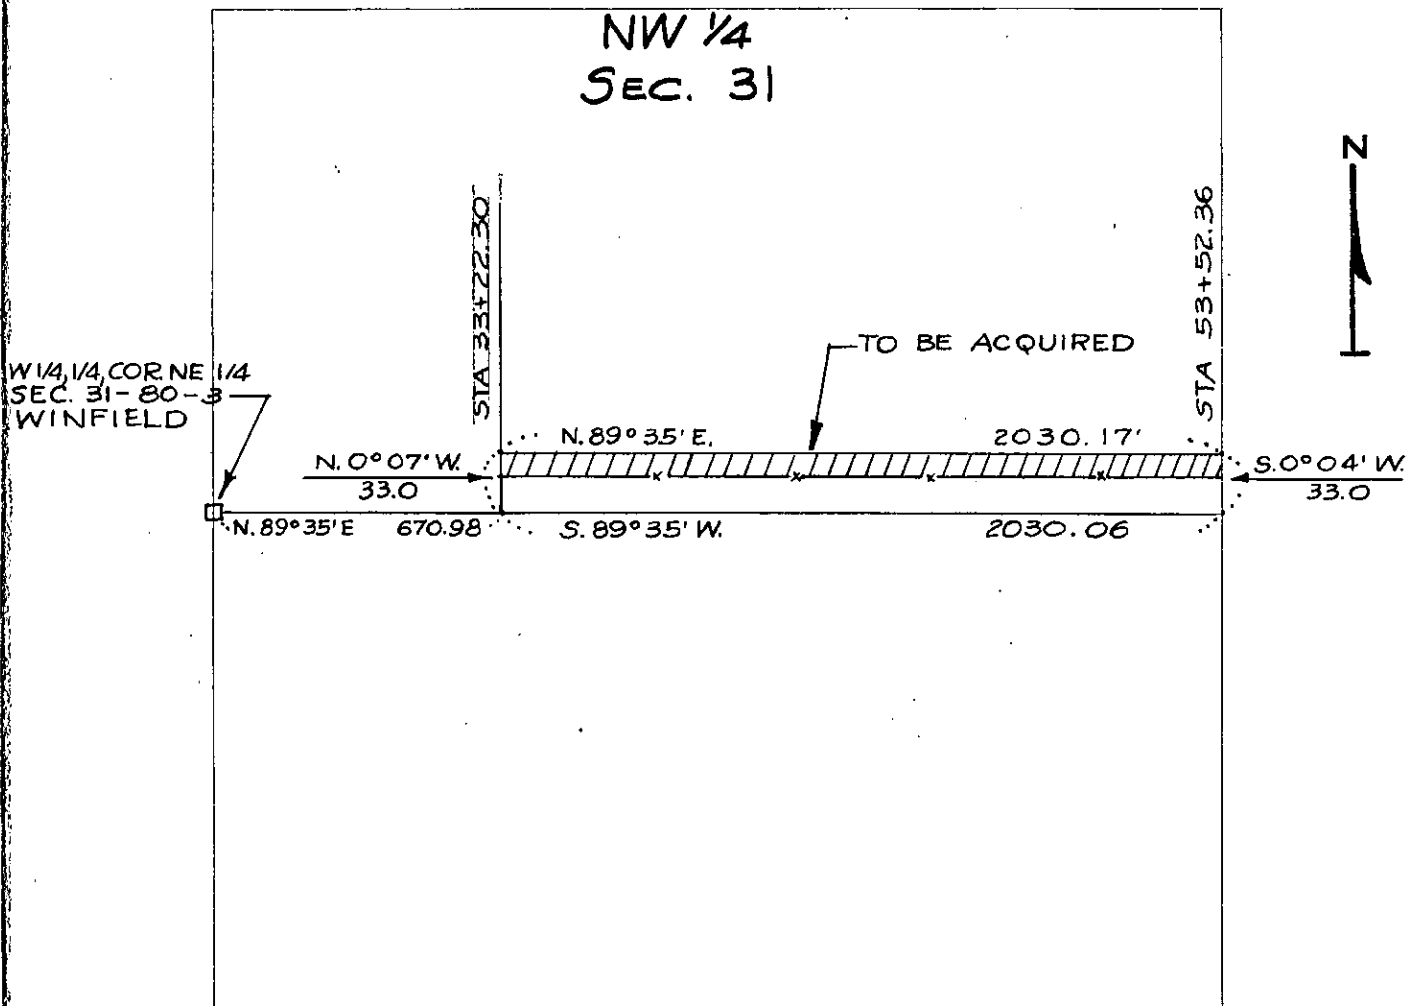 NW 1/4
SEC. 31
N
STA 33+22.30
STA 53+52.36
TO BE ACQUIRED
W1/4, 1/4, COR. NE 1/4
SEC. 31-80-3
WINFIELD
N. 89° 35' E. 2030.17'
N. 0° 07' W.
33.0
S. 0° 04' W.
33.0
N. 89° 35' E 670.98 S. 89° 35' W. 2030.06